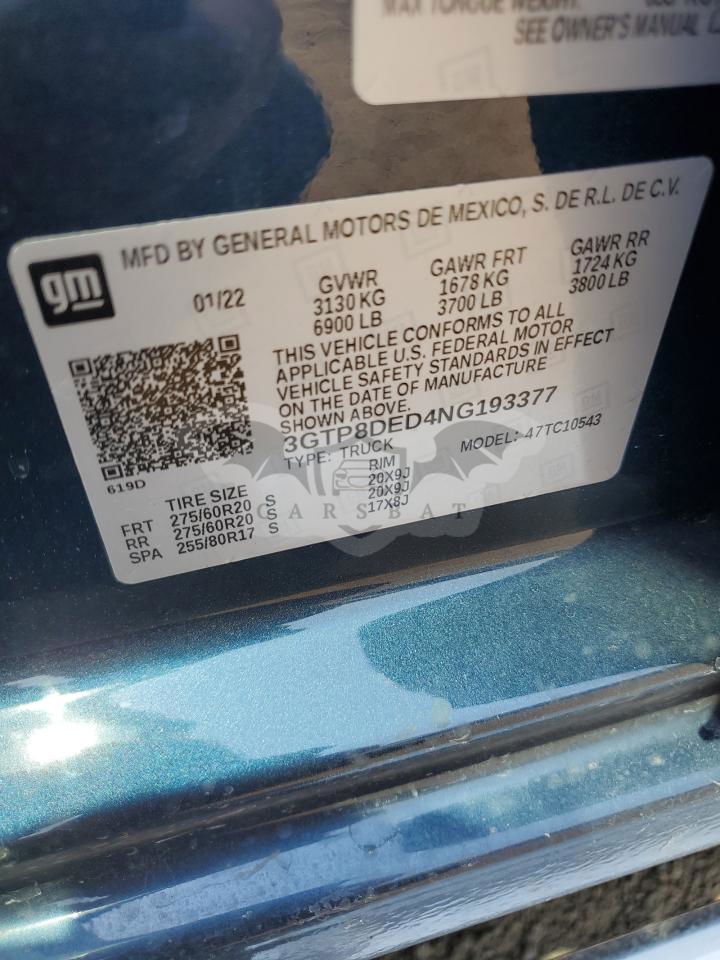 MAX TONGUE WEIGHT:
SEE OWNER'S MANUAL
gm
MFD BY GENERAL MOTORS DE MEXICO, S. DE R.L. DE C.V.
01/22
GVWR
3130 KG
6900 LB
GAWR FRT
1678 KG
3700 LB
GAWR RR
1724 KG
3800 LB
THIS VEHICLE CONFORMS TO ALL
APPLICABLE U.S. FEDERAL MOTOR
VEHICLE SAFETY STANDARDS IN EFFECT
ON THE DATE OF MANUFACTURE
SHOWN ABOVE.
3GTP8DED4NG193377
TYPE: TRUCK MODEL: 47TC10543
619D
TIRE SIZE RIM
FRT 275/60R20 S 20X9J
RR 275/60R20 S 20X9J
SPA 255/80R17 S 17X8J
CARSBAT